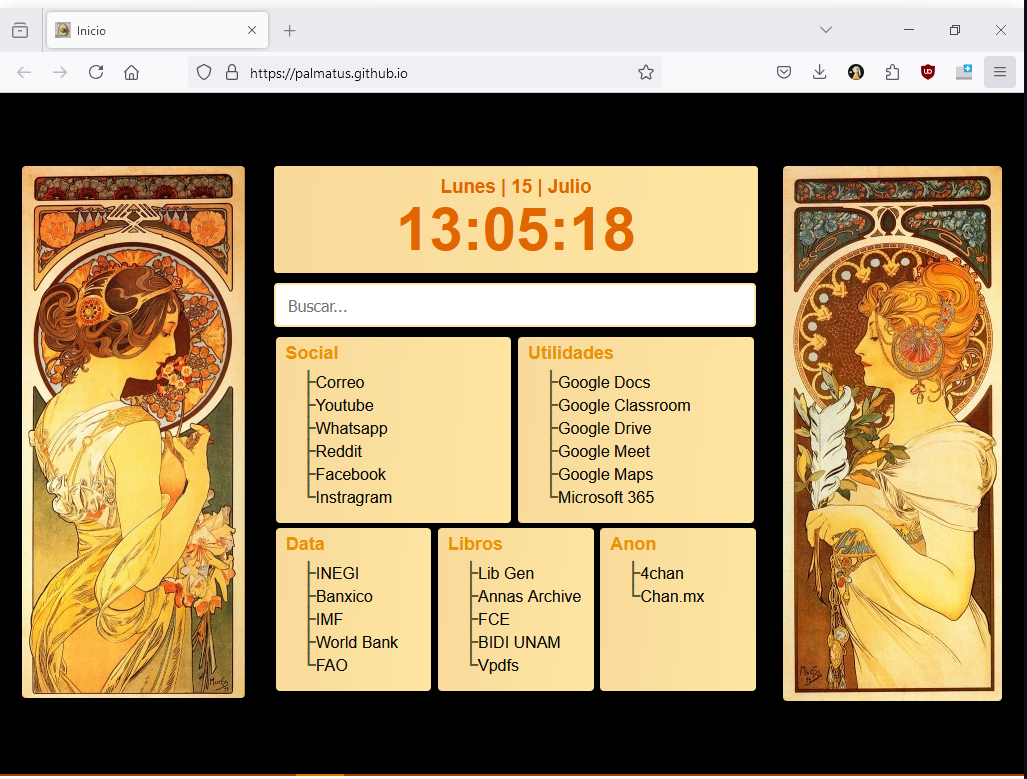 Inicio
https://palmatus.github.io
Lunes | 15 | Julio
13:05:18
Buscar...
Social
Correo
Youtube
Whatsapp
Reddit
Facebook
Instragram
Utilidades
Google Docs
Google Classroom
Google Drive
Google Meet
Google Maps
Microsoft 365
Data
INEGI
Banxico
IMF
World Bank
FAO
Libros
Lib Gen
Annas Archive
FCE
BIDI UNAM
Vpdfs
Anon
4chan
Chan.mx
Mucha
Mucha